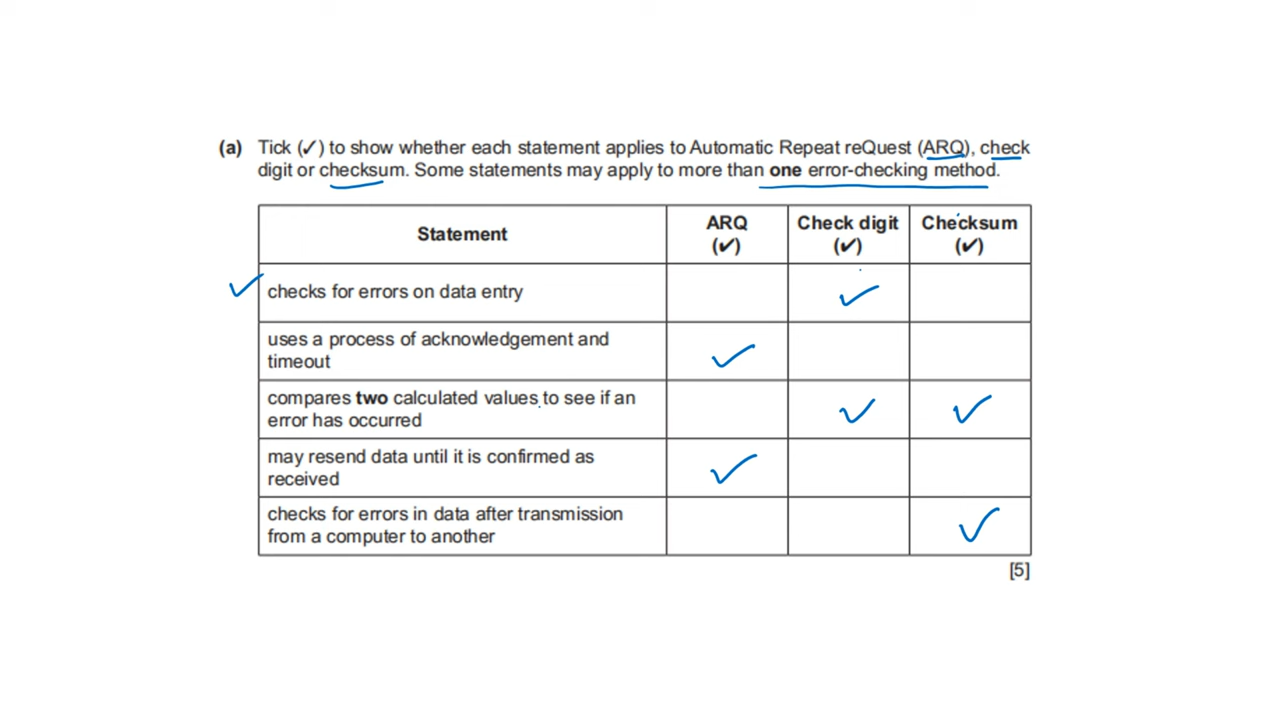 (a) Tick (✓) to show whether each statement applies to Automatic Repeat reQuest (ARQ), check
digit or checksum. Some statements may apply to more than one error-checking method.
Statement ARQ (✓) Check digit (✓) Checksum (✓)
✓ checks for errors on data entry ✓
uses a process of acknowledgement and
timeout ✓
compares two calculated values to see if an
error has occurred ✓ ✓
may resend data until it is confirmed as
received ✓
checks for errors in data after transmission
from a computer to another ✓
[5]